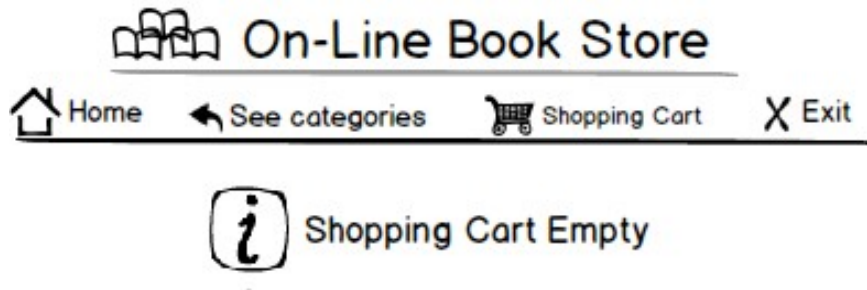 On-Line Book Store
Home See categories Shopping Cart Exit
i Shopping Cart Empty